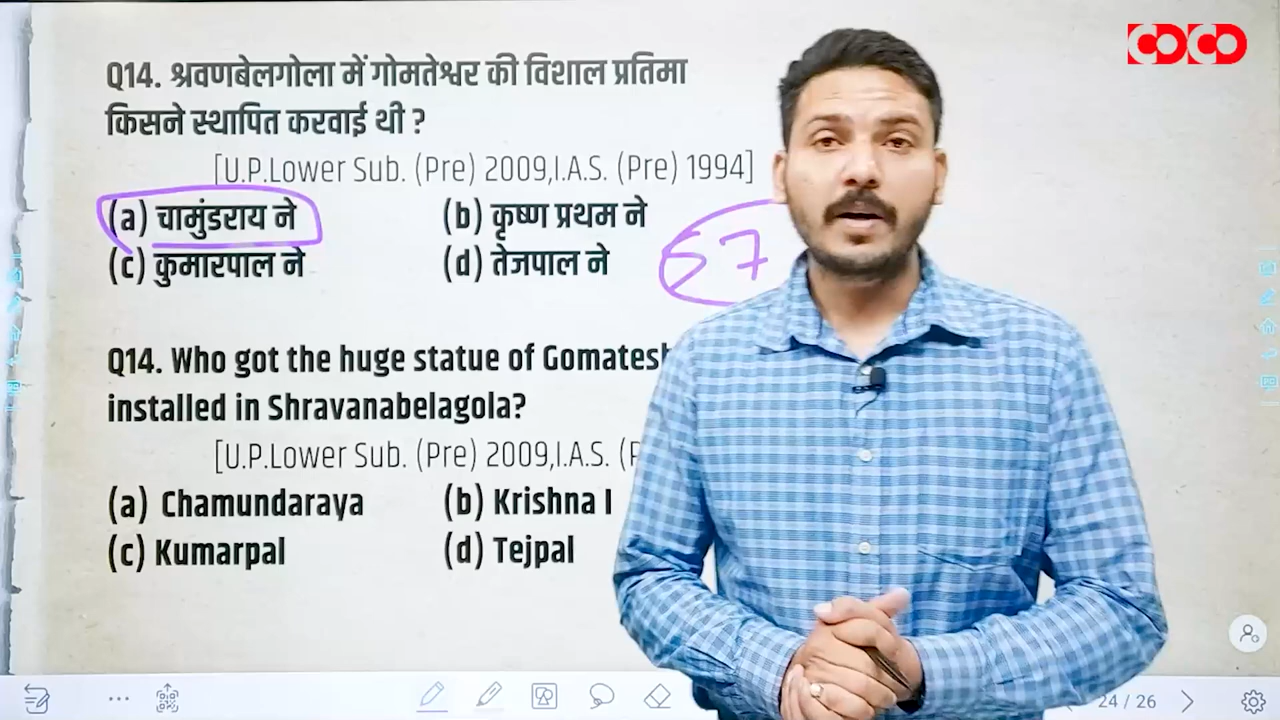 COCO
Q14. श्रवणबेलगोला में गोमतेश्वर की विशाल प्रतिमा
किसने स्थापित करवाई थी ?
[U.P.Lower Sub. (Pre) 2009,I.A.S. (Pre) 1994]
(a) चामुंडराय ने (b) कृष्ण प्रथम ने
(c) कुमारपाल ने (d) तेजपाल ने
57
Q14. Who got the huge statue of
installed in Shravanabelagola?
[U.P.Lower Sub. (Pre) 2009,I.A.S.
(a) Chamundaraya (b) Krishna I
(c) Kumarpal (d) Tejpal
24 / 26